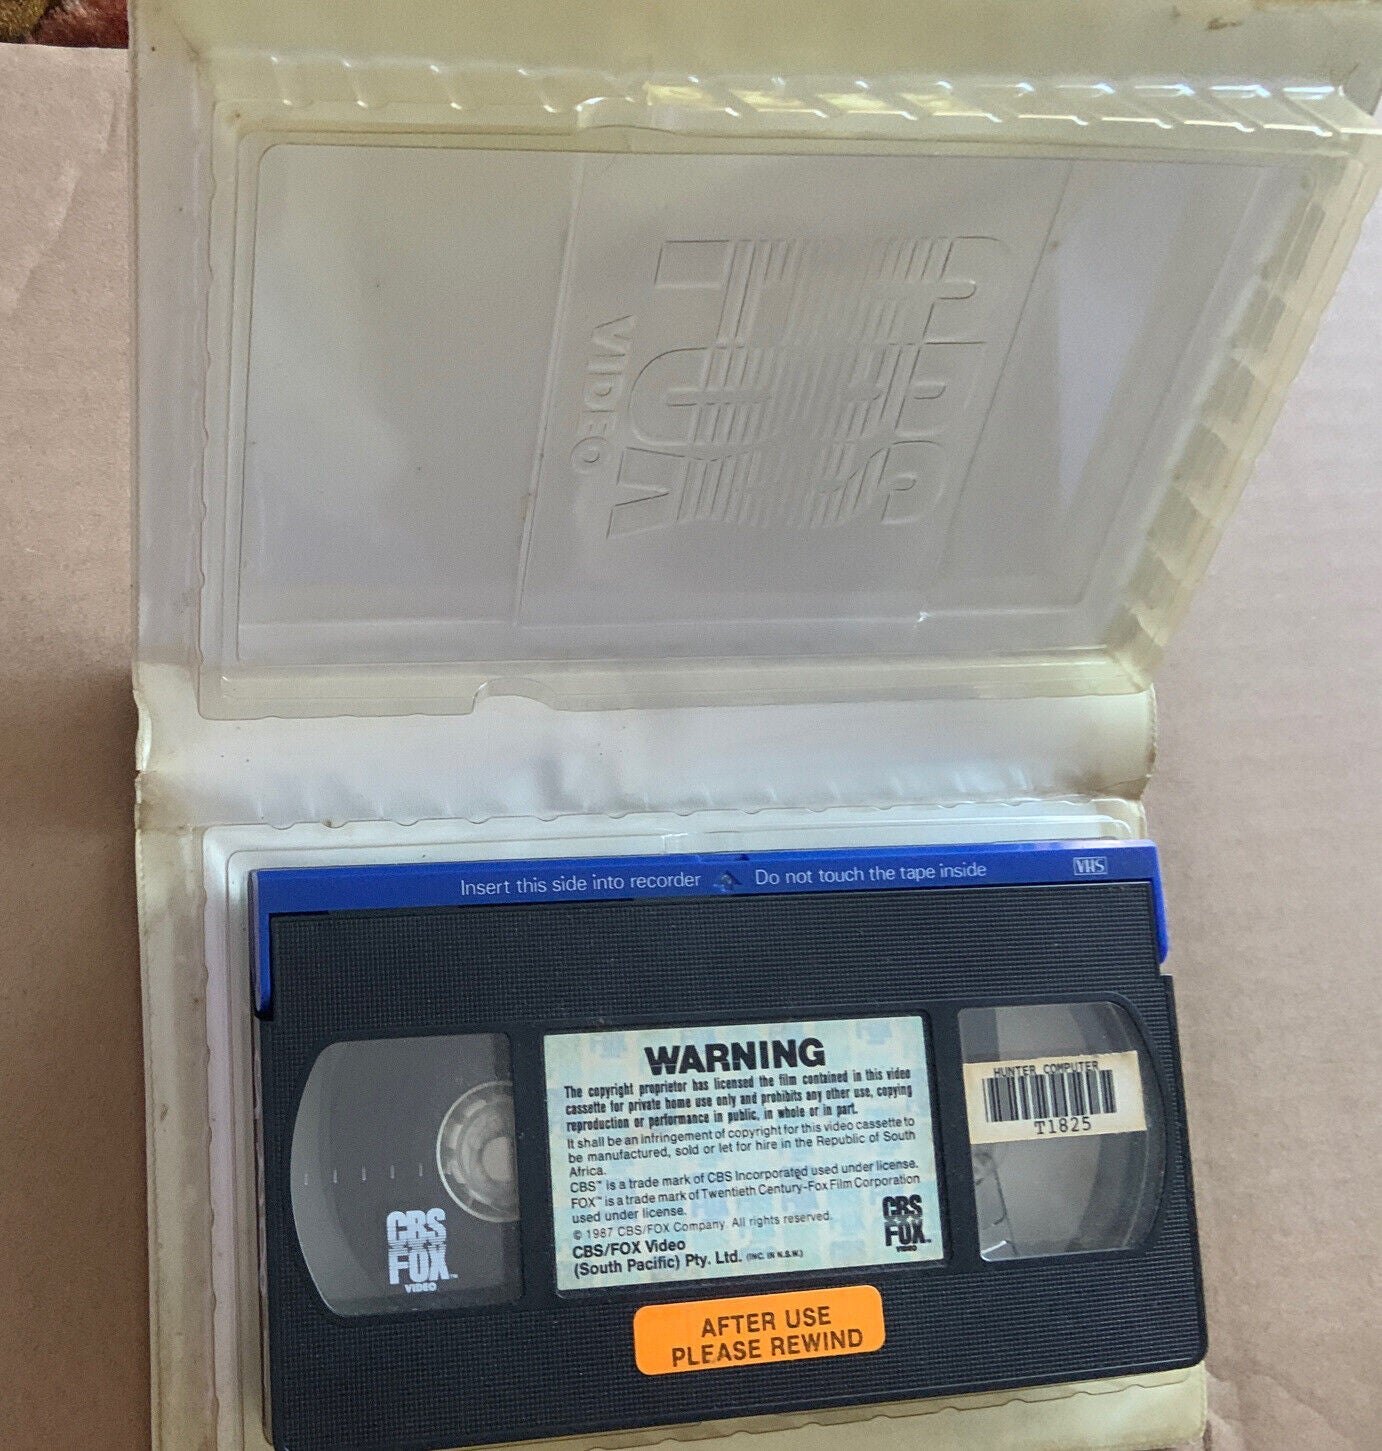 CBS
FOX
VIDEO
Insert this side into recorder Do not touch the tape inside VHS
WARNING
The copyright proprietor has licensed the film contained in this video
cassette for private home use only and prohibits any other use, copying
reproduction or performance in public, in whole or in part.
It shall be an infringement of copyright for this video cassette to
be manufactured, sold or let for hire in the Republic of South
Africa.
CBS™ is a trade mark of CBS Incorporated used under license.
FOX™ is a trade mark of Twentieth Century-Fox Film Corporation
used under license.
© 1987 CBS/FOX Company. All rights reserved.
CBS/FOX Video
(South Pacific) Pty. Ltd. (INC. IN N.S.W.)
CBS
FOX™
VIDEO
CBS
FOX™
VIDEO
HUNTER COMPUTER
T1825
AFTER USE
PLEASE REWIND